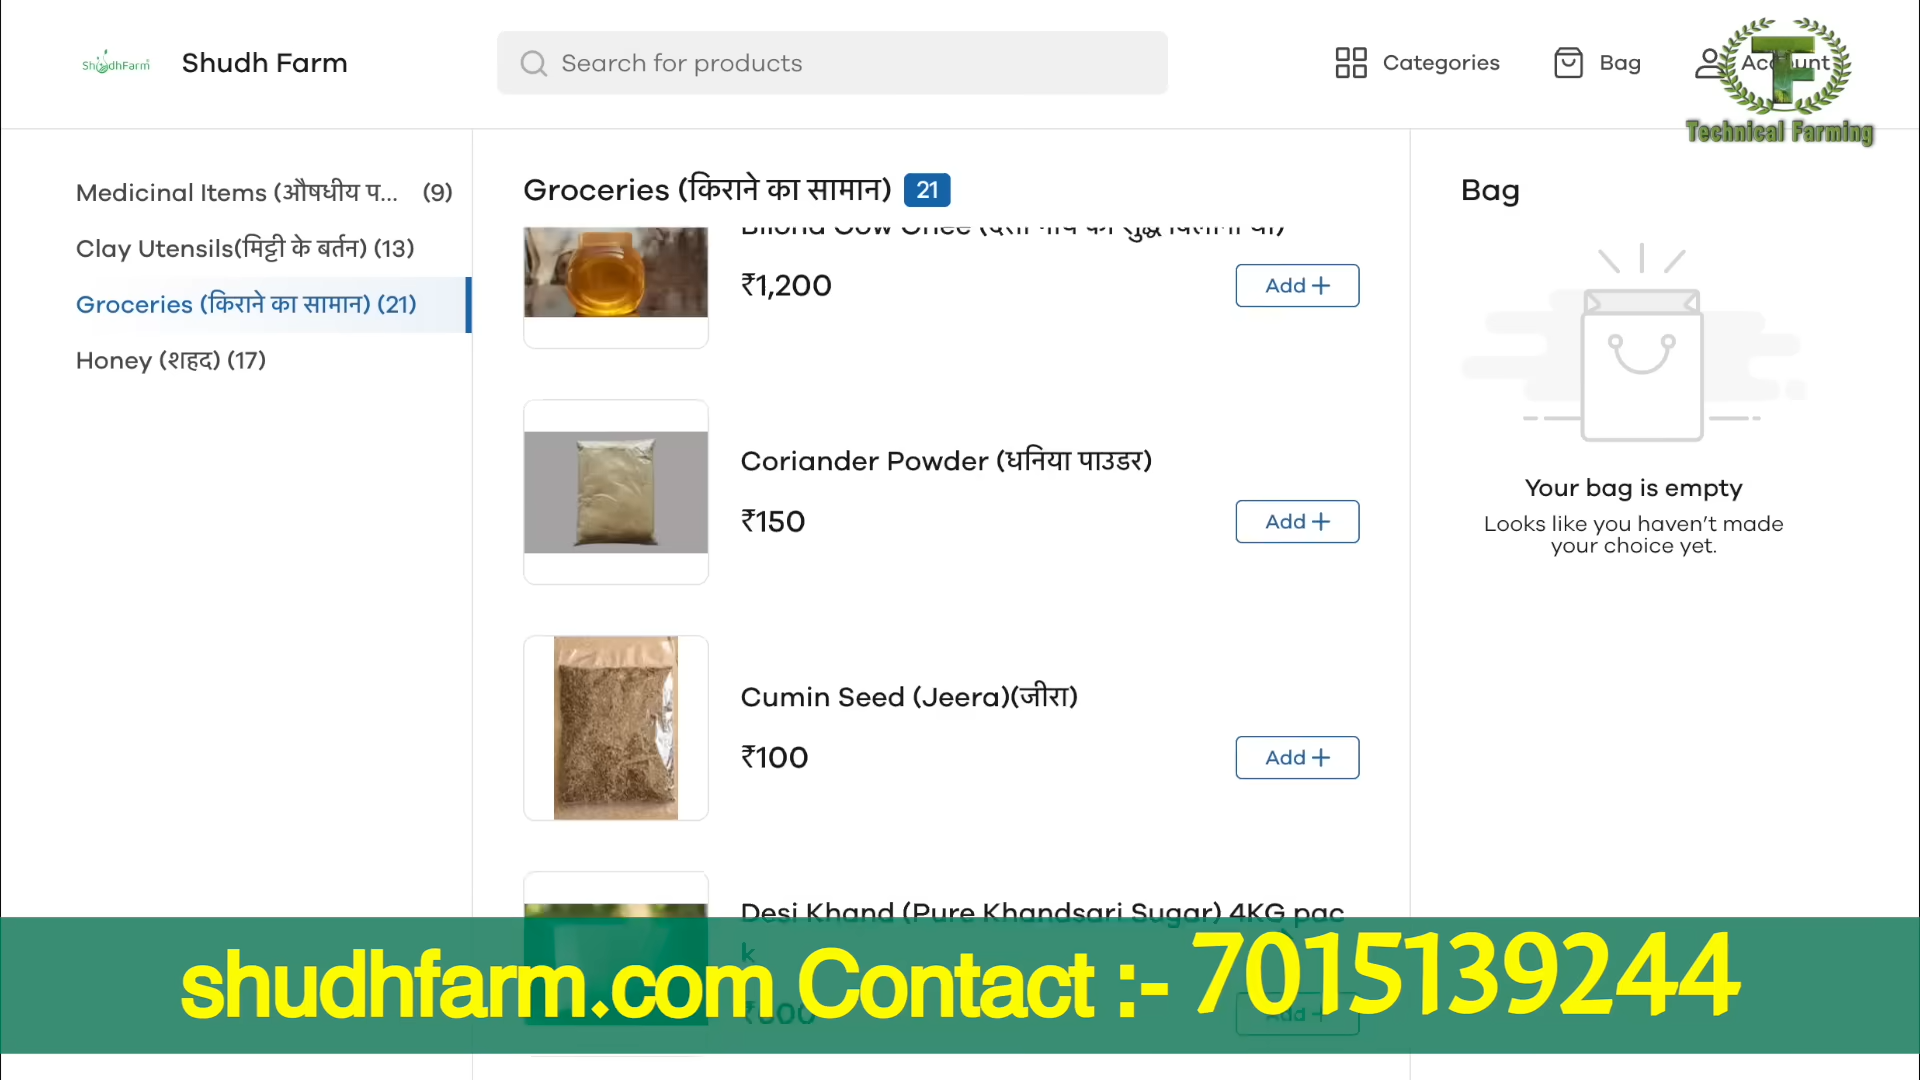 ShudhFarm
Shudh Farm
Search for products
Categories
Bag
Account
Technical Farming
Medicinal Items (औषधीय प... (9)
Clay Utensils(मिट्टी के बर्तन) (13)
Groceries (किराने का सामान) (21)
Honey (शहद) (17)
Groceries (किराने का सामान) 21
₹1,200
Add +
Coriander Powder (धनिया पाउडर)
₹150
Add +
Cumin Seed (Jeera)(जीरा)
₹100
Add +
Desi Khand (Pure Khandsari Sugar) 4KG pac
k
Add +
Bag
Your bag is empty
Looks like you haven't made
your choice yet.
shudhfarm.com Contact :- 7015139244